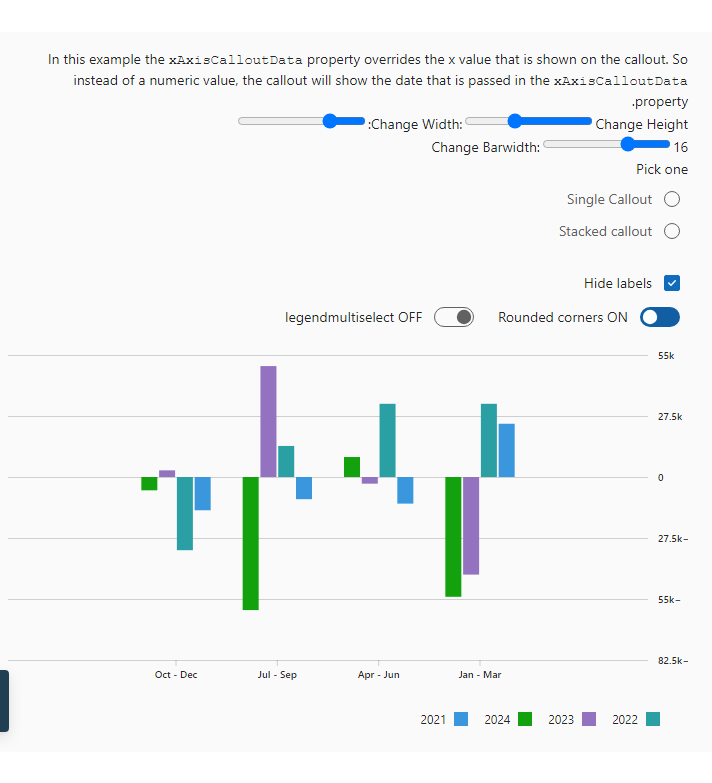 In this example the xAxisCalloutData property overrides the x value that is shown on the callout. So
instead of a numeric value, the callout will show the date that is passed in the xAxisCalloutData
.property
:Change Width: Change Height
Change Barwidth: 16
Pick one
Single Callout
Stacked callout
Hide labels
legendmultiselect OFF Rounded corners ON
55k
27.5k
0
27.5k–
55k–
82.5k–
Oct - Dec Jul - Sep Apr - Jun Jan - Mar
2021 2024 2023 2022